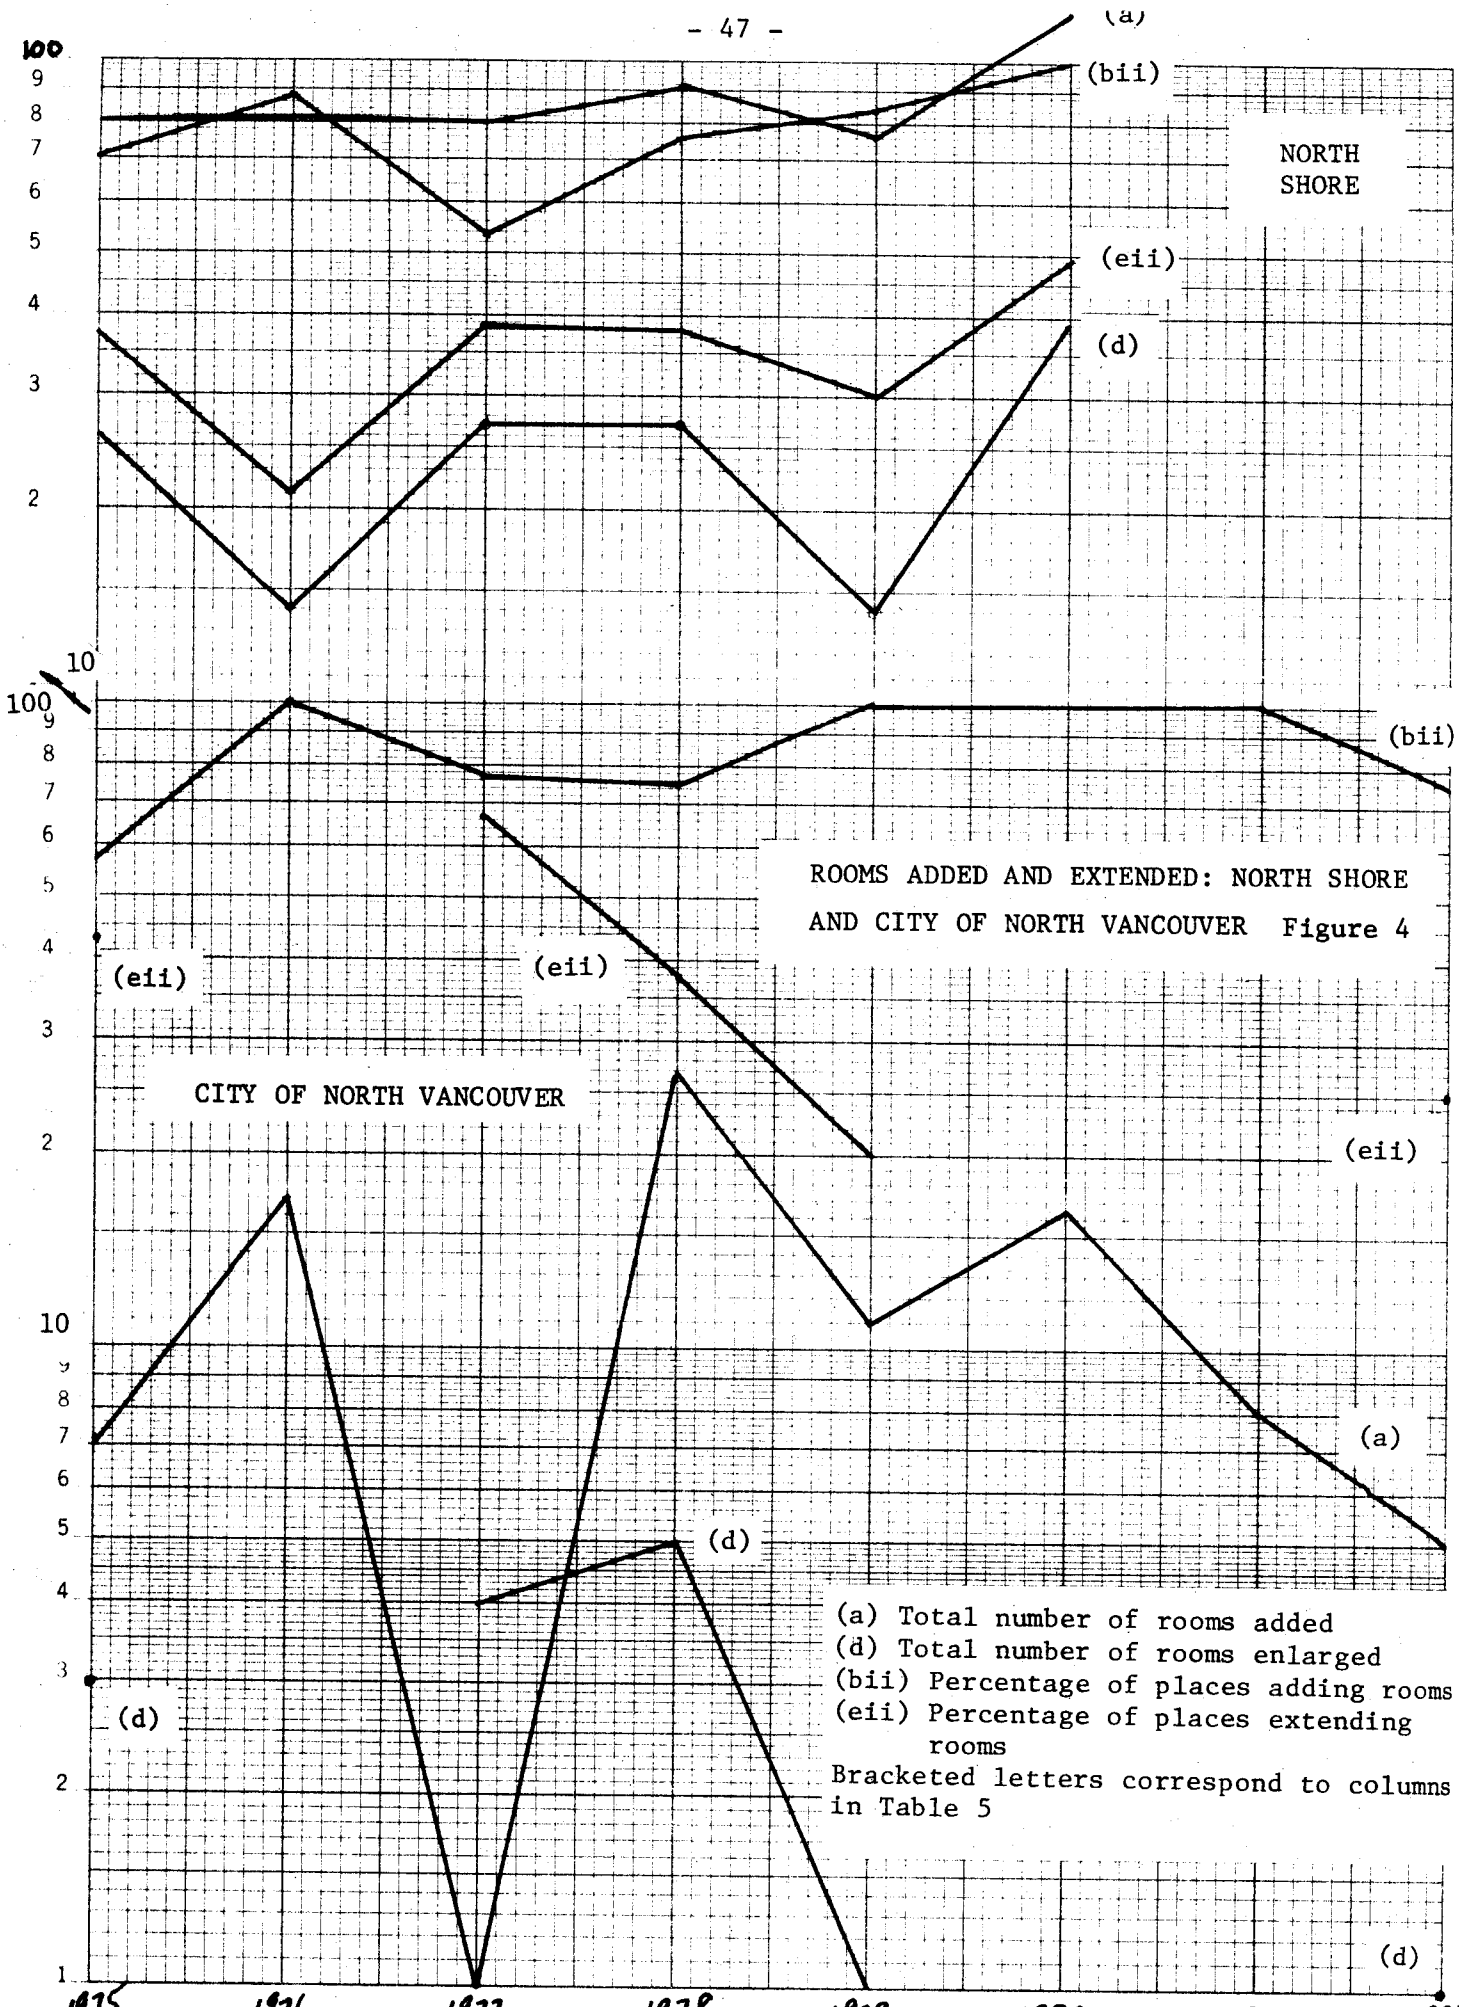 - 47 -
100
(a)
9
(bii)
8
7
NORTH
SHORE
6
5
(eii)
4
(d)
3
2
10
100
9
(bii)
8
7
6
ROOMS ADDED AND EXTENDED: NORTH SHORE
5
AND CITY OF NORTH VANCOUVER Figure 4
4
(eii)
(eii)
3
CITY OF NORTH VANCOUVER
2
(eii)
10
9
8
7
(a)
6
5
(d)
4
(a) Total number of rooms added
(d) Total number of rooms enlarged
3
(bii) Percentage of places adding rooms
(d)
(eii) Percentage of places extending
rooms
2
Bracketed letters correspond to columns
in Table 5
(d)
1
1975 1976 1977 1978